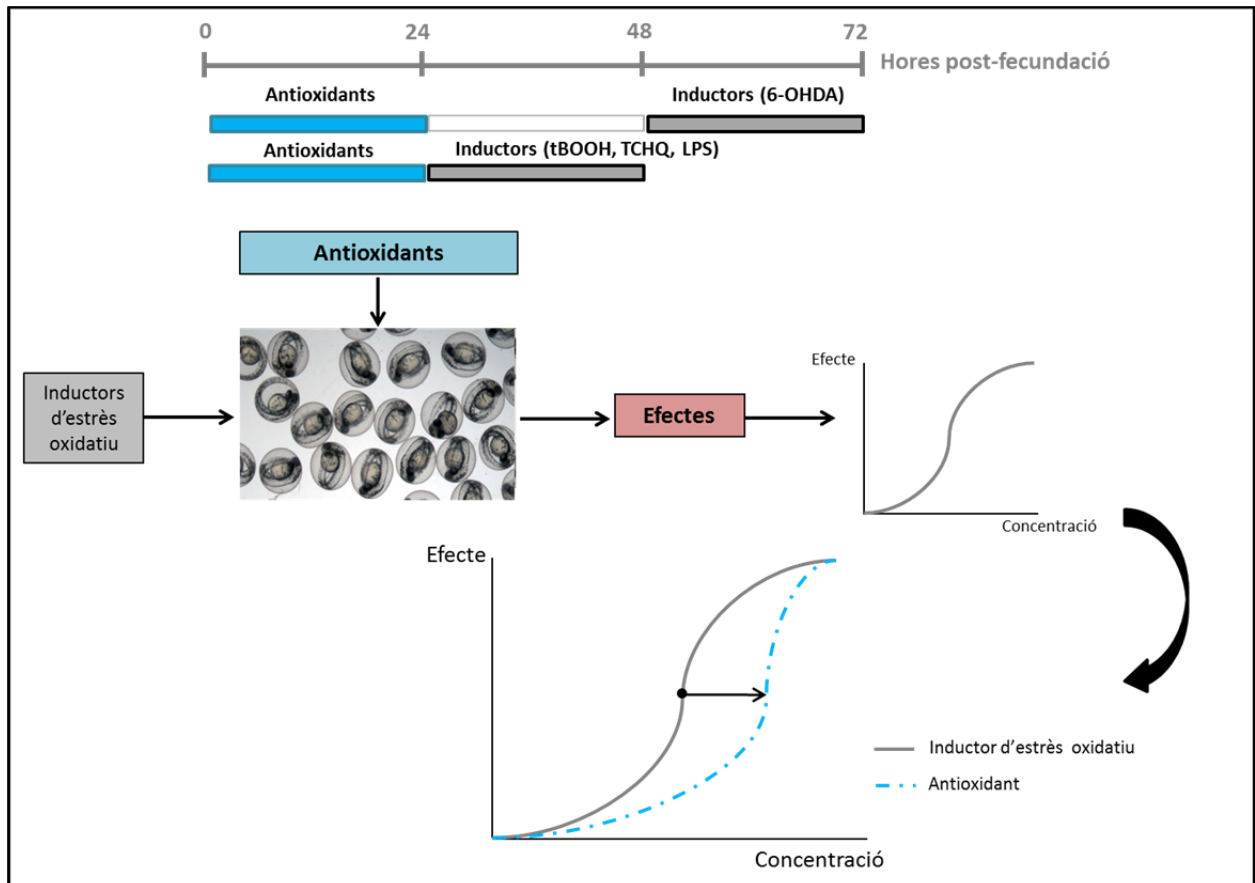 0 24 48 72
Hores post-fecundació
Antioxidants Inductors (6-OHDA)
Antioxidants Inductors (tBOOH, TCHQ, LPS)
Antioxidants
Inductors
d'estrès
oxidatiu
Efectes
Efecte
Concentració
Efecte
Inductor d'estrès oxidatiu
Antioxidant
Concentració